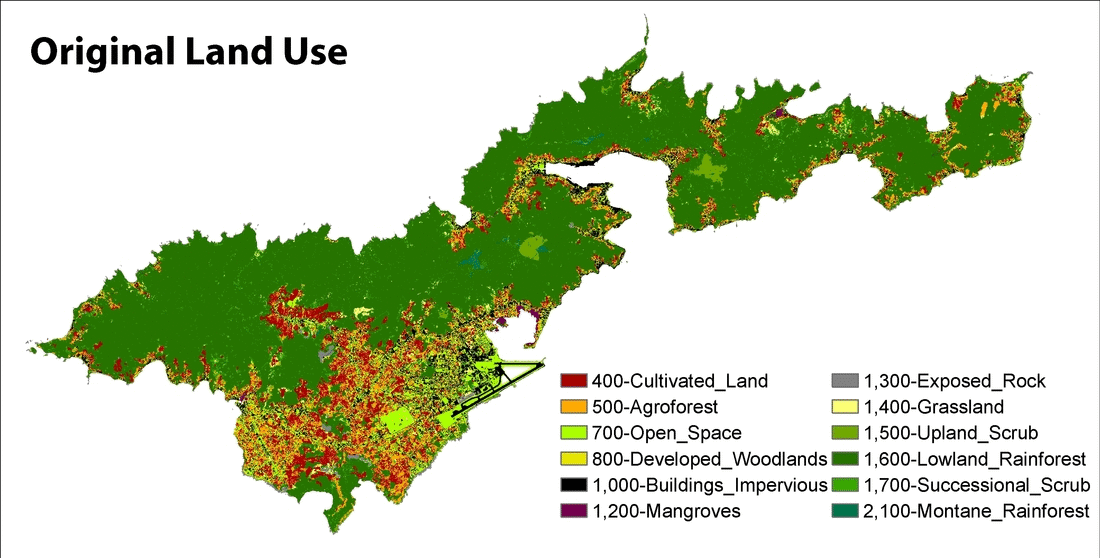 Original Land Use
400-Cultivated_Land
500-Agroforest
700-Open_Space
800-Developed_Woodlands
1,000-Buildings_Impervious
1,200-Mangroves
1,300-Exposed_Rock
1,400-Grassland
1,500-Upland_Scrub
1,600-Lowland_Rainforest
1,700-Successional_Scrub
2,100-Montane_Rainforest